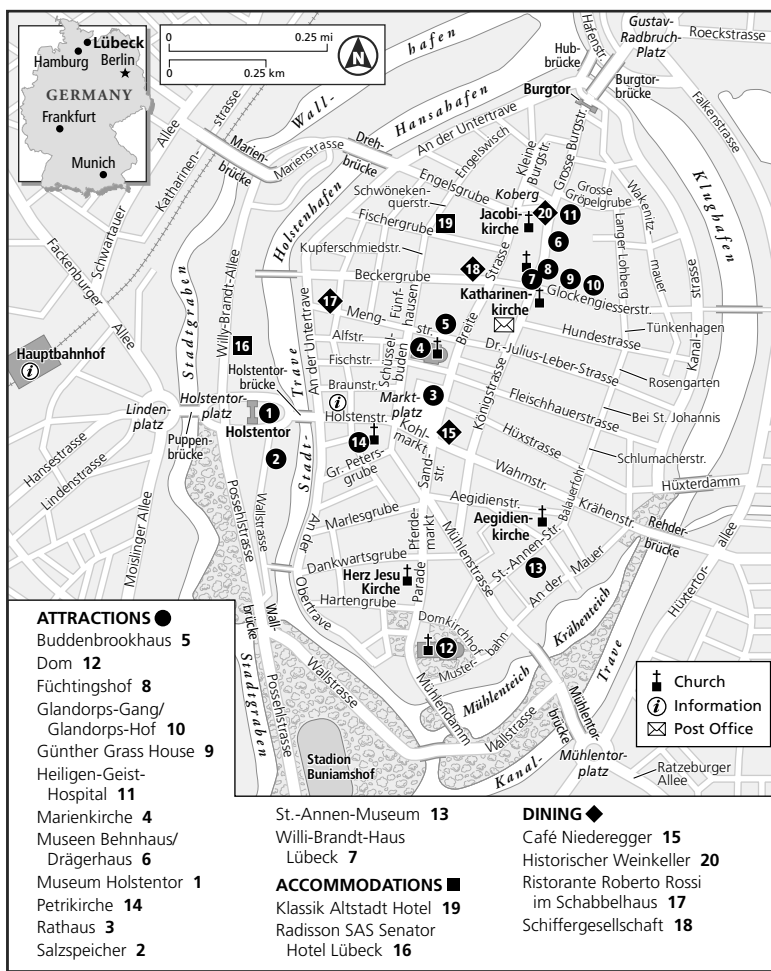 Lübeck
Hamburg
Berlin
GERMANY
Frankfurt
Munich
0 0.25 mi
0 0.25 km
N
Gustav-
Radbruch-
Platz
Roeckstrasse
Hafenstr.
Hub-
brücke
Burgtor-
brücke
Burgtor
Falkenstrasse
Wall-
hafen
Hansahafen
Klughafen
Allee
Katharinen-
strasse
Schwartauer
Fackenburger Allee
Marien-
brücke
Marienstrasse
Dreh-
brücke
An der Untertrave
Engelswisch
Kleine
Burgstr.
Grosse Burgstr.
Engelsgrube
Koberg
Grosse
Gröpelgrube
Wakenitz-
mauer
Langer Lohberg
Holstenhafen
Schwöneken-
querstr.
Fischergrube
19
Jacobi-
kirche
20
11
6
Kupferschmiedstr.
Beckergrube
18
Breite Strasse
8
7
9
10
Katharinen-
kirche
Glockengiesserstr.
Kanal-
strasse
Tünkenhagen
Hundestrasse
Dr.-Julius-Leber-Strasse
Rosengarten
Fleischhauerstrasse
Bei St. Johannis
Hüxstrasse
Schlumacherstr.
Hüxterdamm
17
Meng-
str.
5
4
Fünf-
hausen
Alfstr.
Fischstr.
Braunstr.
Schüssel-
buden
Markt-
platz
3
Königstrasse
Holstenstr.
Kohl-
markt
15
14
Gr. Peters-
grube
Sand-
str.
Wahmstr.
Krähenstr.
Rehder-
brücke
Hüxtertor-
allee
Stadtgraben
Willy-Brandt-Allee
16
An der Untertrave
Stadt-
Trave
Holstentor-
brücke
Hauptbahnhof
Linden-
platz
Holstentor-
platz
1
Holstentor
2
Puppen-
brücke
Hansestrasse
Lindenstrasse
Moislinger Allee
Possehlstrasse
Wallstrasse
An der
Obertrave
Marlesgrube
Pferde-
markt
Aegidienstr.
Aegidien-
kirche
Balauerfohr
St.-Annen-Str.
13
An der Mauer
Mühlenstrasse
Dankwartsgrube
Herz Jesu
Kirche
Parade
Hartengrube
Domkirchhof
12
Muster-
bahn
Krähenteich
Mühlenteich
Trave
Mühlendamm
Wall-
brücke
Wallstrasse
Possehlstrasse
Stadtgraben
Stadion
Buniamshof
Wallstrasse
Kanal-
Mühlentor-
brücke
Mühlentor-
platz
Ratzeburger
Allee
Church
Information
Post Office
ATTRACTIONS
Buddenbrookhaus 5
Dom 12
Füchtingshof 8
Glandorps-Gang/
Glandorps-Hof 10
Günther Grass House 9
Heiligen-Geist-
Hospital 11
Marienkirche 4
Museen Behnhaus/
Drägerhaus 6
Museum Holstentor 1
Petrikirche 14
Rathaus 3
Salzspeicher 2
St.-Annen-Museum 13
Willi-Brandt-Haus
Lübeck 7
ACCOMMODATIONS
Klassik Altstadt Hotel 19
Radisson SAS Senator
Hotel Lübeck 16
DINING
Café Niederegger 15
Historischer Weinkeller 20
Ristorante Roberto Rossi
im Schabbelhaus 17
Schiffergesellschaft 18